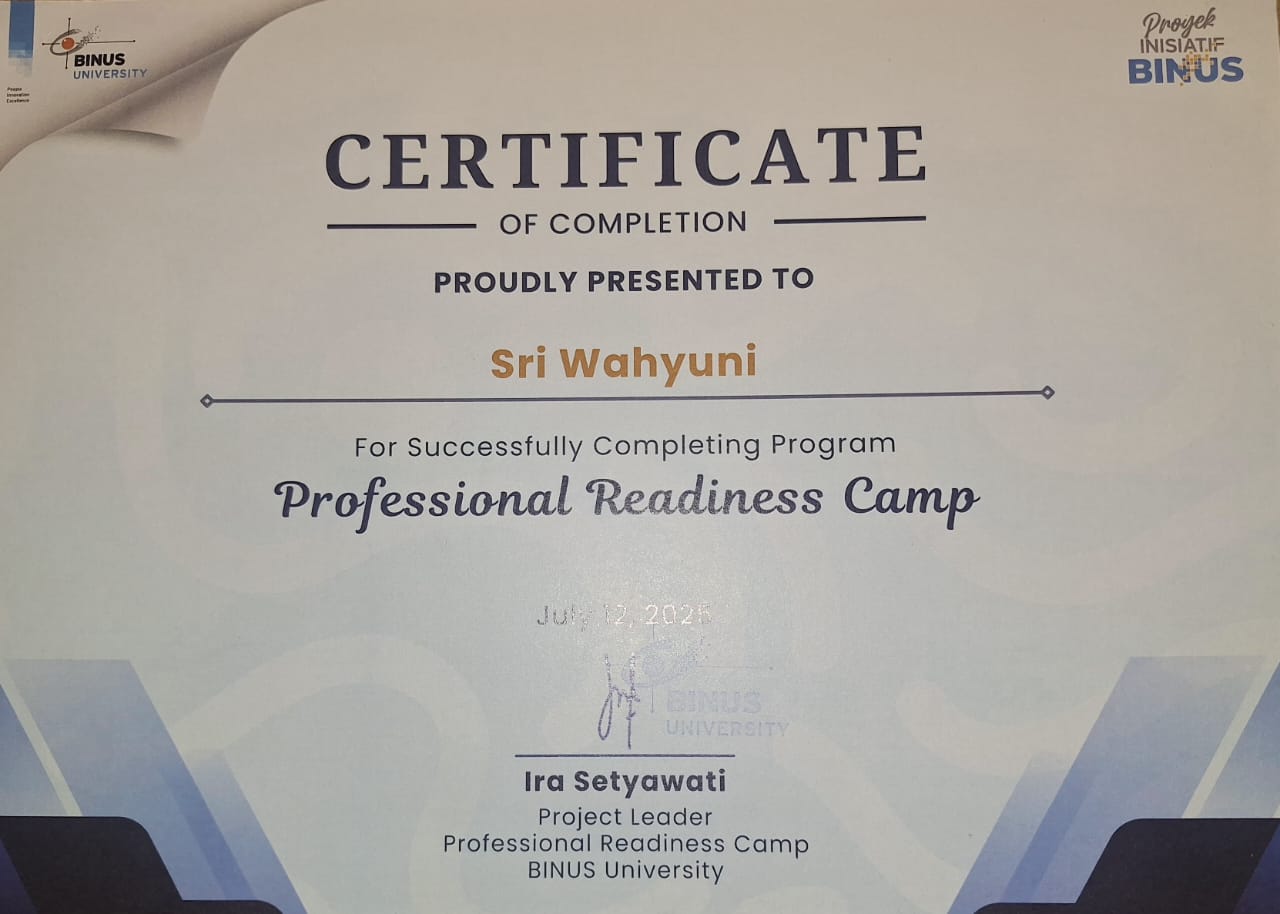 BINUS
UNIVERSITY
People
Innovation
Excellence
Proyek
INISIATIF
BINUS
CERTIFICATE
OF COMPLETION
PROUDLY PRESENTED TO
Sri Wahyuni
For Successfully Completing Program
Professional Readiness Camp
July 12, 2025
BINUS
UNIVERSITY
Ira Setyawati
Project Leader
Professional Readiness Camp
BINUS University